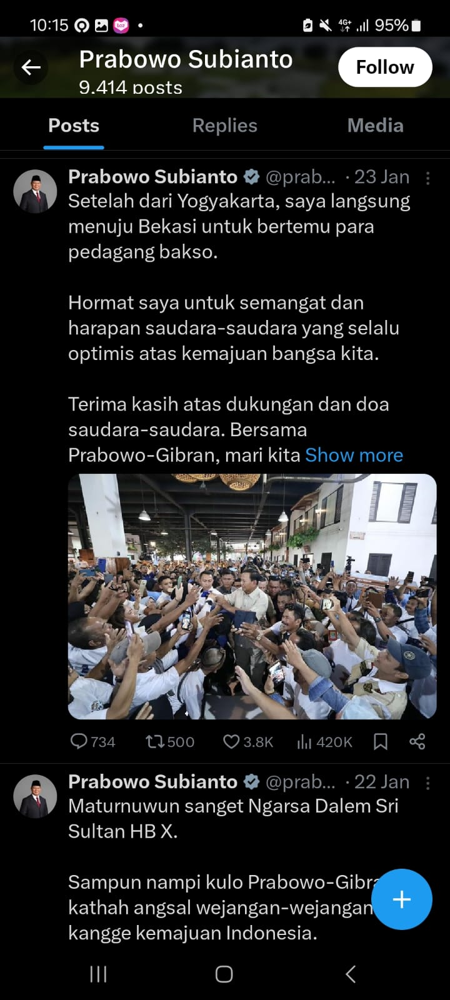 10:15
4G+
95%
Prabowo Subianto
9.414 posts
Follow
Posts
Replies
Media
Prabowo Subianto @prab... · 23 Jan
Setelah dari Yogyakarta, saya langsung
menuju Bekasi untuk bertemu para
pedagang bakso.
Hormat saya untuk semangat dan
harapan saudara-saudara yang selalu
optimis atas kemajuan bangsa kita.
Terima kasih atas dukungan dan doa
saudara-saudara. Bersama
Prabowo-Gibran, mari kita Show more
734
500
3.8K
420K
Prabowo Subianto @prab... · 22 Jan
Maturnuwun sanget Ngarsa Dalem Sri
Sultan HB X.
Sampun nampi kulo Prabowo-Gibra
kathah angsal wejangan-wejangan
kangge kemajuan Indonesia.